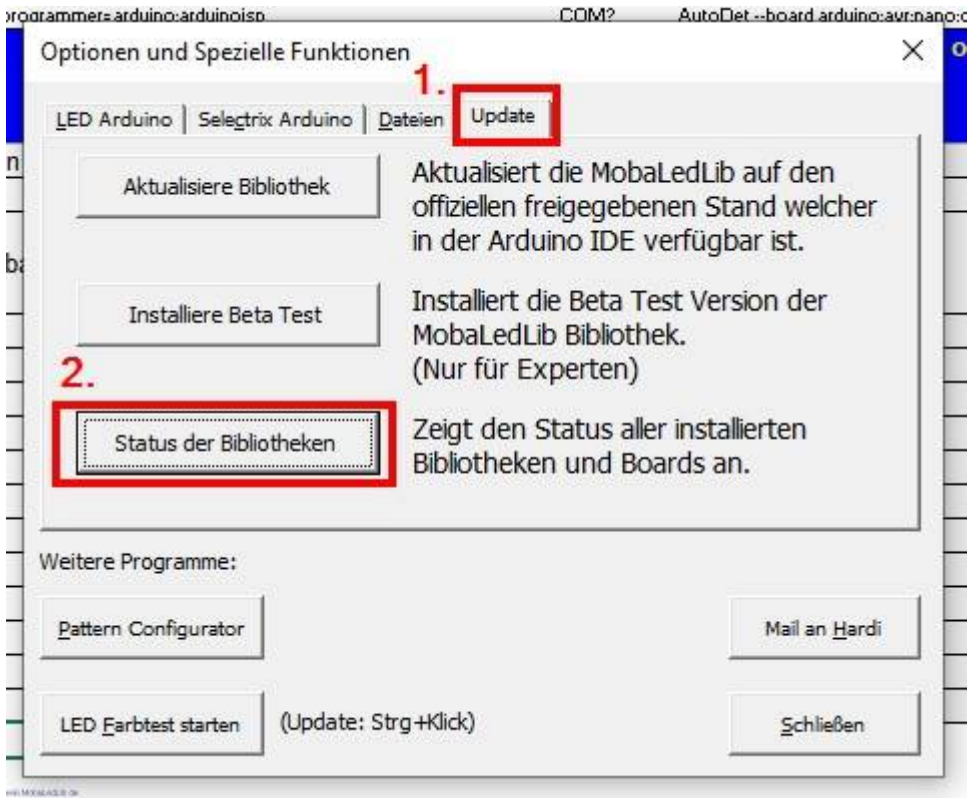 programmer=arduino:arduinoisp COM? AutoDet --board arduino:avr:nano:c
Optionen und Spezielle Funktionen
1.
LED Arduino Selectrix Arduino Dateien Update
Aktualisiere Bibliothek
Aktualisiert die MobaLedLib auf den
offiziellen freigegebenen Stand welcher
in der Arduino IDE verfügbar ist.
Installiere Beta Test
Installiert die Beta Test Version der
MobaLedLib Bibliothek.
(Nur für Experten)
2.
Status der Bibliotheken
Zeigt den Status aller installierten
Bibliotheken und Boards an.
Weitere Programme:
Pattern Configurator
Mail an Hardi
LED Farbtest starten
(Update: Strg+Klick)
Schließen